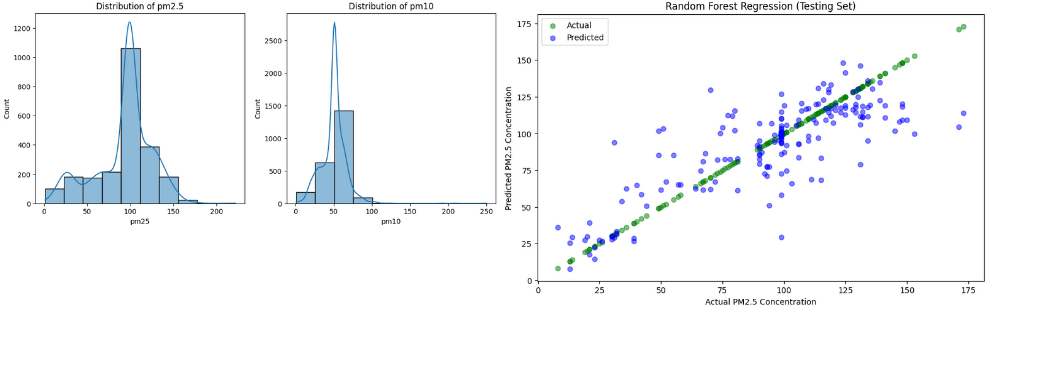 Distribution of pm2.5
Count
1200
1000
800
600
400
200
0
0 50 100 150 200
pm25
Distribution of pm10
Count
2500
2000
1500
1000
500
0
0 50 100 150 200 250
pm10
Random Forest Regression (Testing Set)
Actual
Predicted
Predicted PM2.5 Concentration
175
150
125
100
75
50
25
0
0 25 50 75 100 125 150 175
Actual PM2.5 Concentration